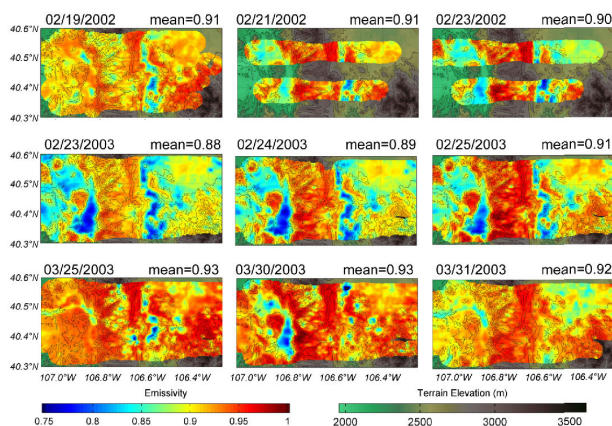 02/19/2002 mean=0.91 02/21/2002 mean=0.91 02/23/2002 mean=0.90
40.6°N
40.5°N
40.4°N
40.3°N
02/23/2003 mean=0.88 02/24/2003 mean=0.89 02/25/2003 mean=0.91
40.6°N
40.5°N
40.4°N
40.3°N
03/25/2003 mean=0.93 03/30/2003 mean=0.93 03/31/2003 mean=0.92
40.6°N
40.5°N
40.4°N
40.3°N
107.0°W 106.8°W 106.6°W 106.4°W 107.0°W 106.8°W 106.6°W 106.4°W 107.0°W 106.8°W 106.6°W 106.4°W
Emissivity Terrain Elevation (m)
0.75 0.8 0.85 0.9 0.95 1 2000 2500 3000 3500